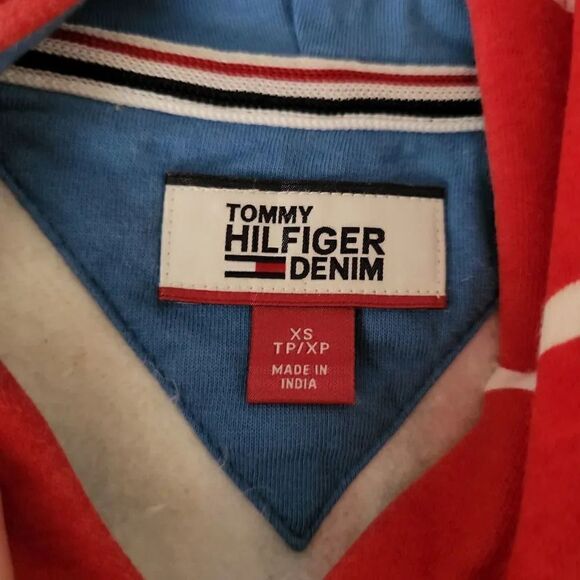 TOMMY
HILFIGER
DENIM
XS
TP/XP
MADE IN
INDIA